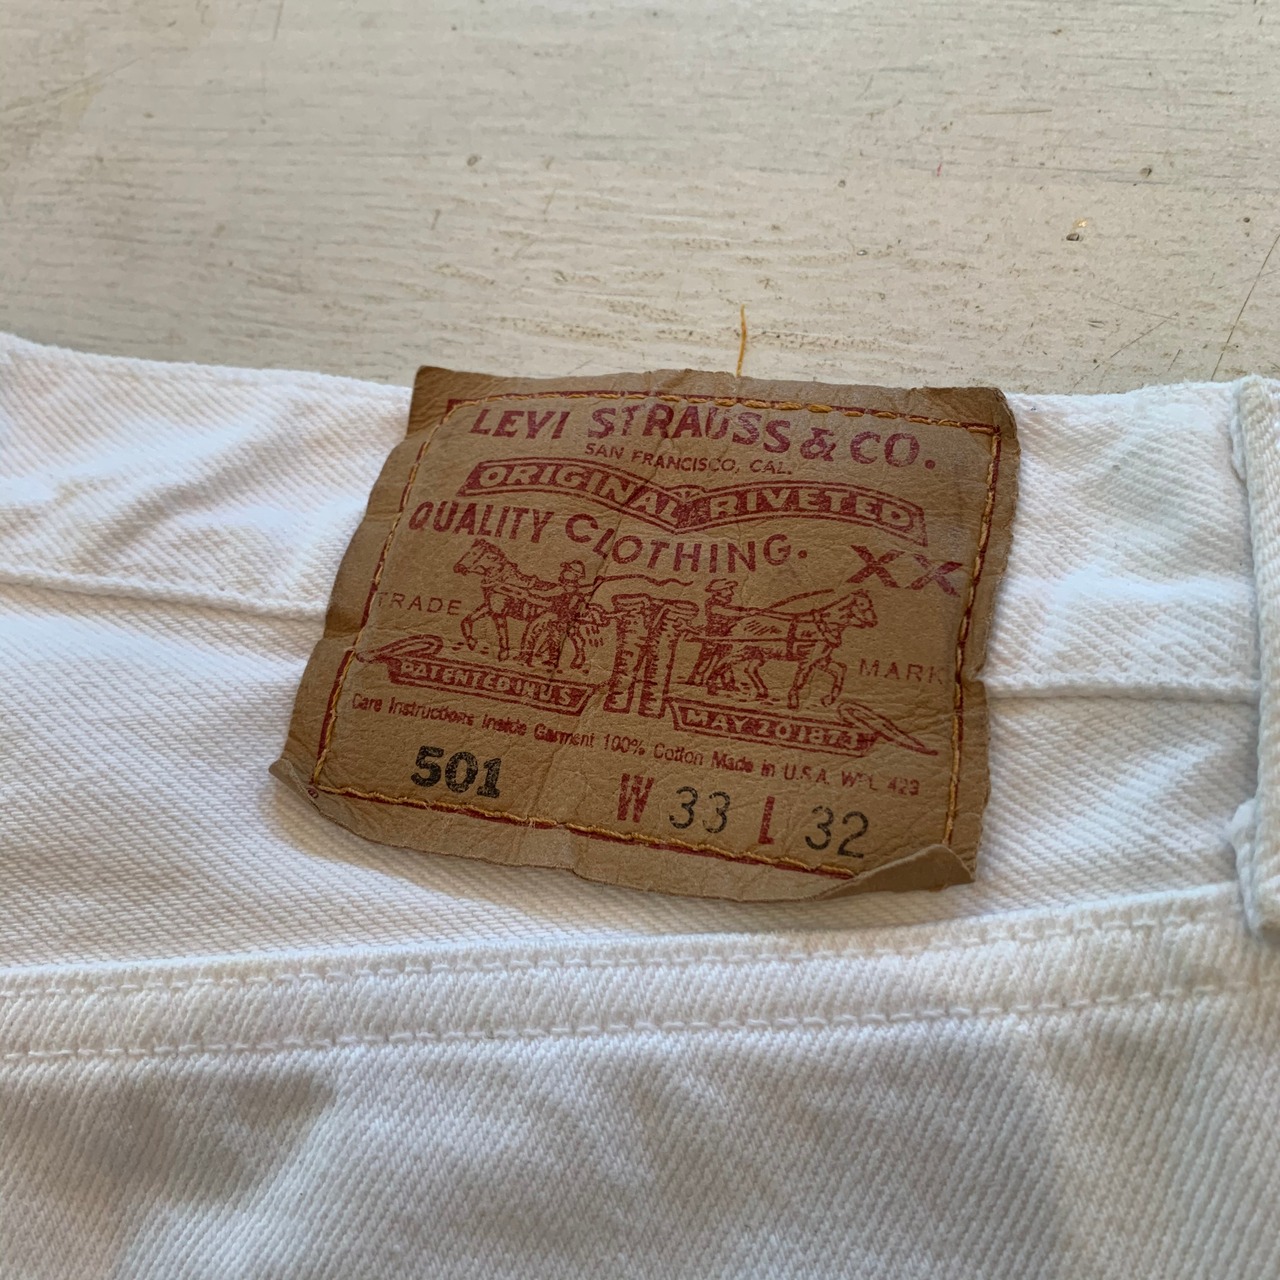 LEVI STRAUSS & CO.
SAN FRANCISCO, CAL.
ORIGINAL RIVETED
QUALITY CLOTHING.
XX
TRADE MARK
PATENTED IN U S
MAY 20 1873
Care Instructions Inside Garment 100% Cotton Made in U.S.A. WPL 423
501 W 33 L 32